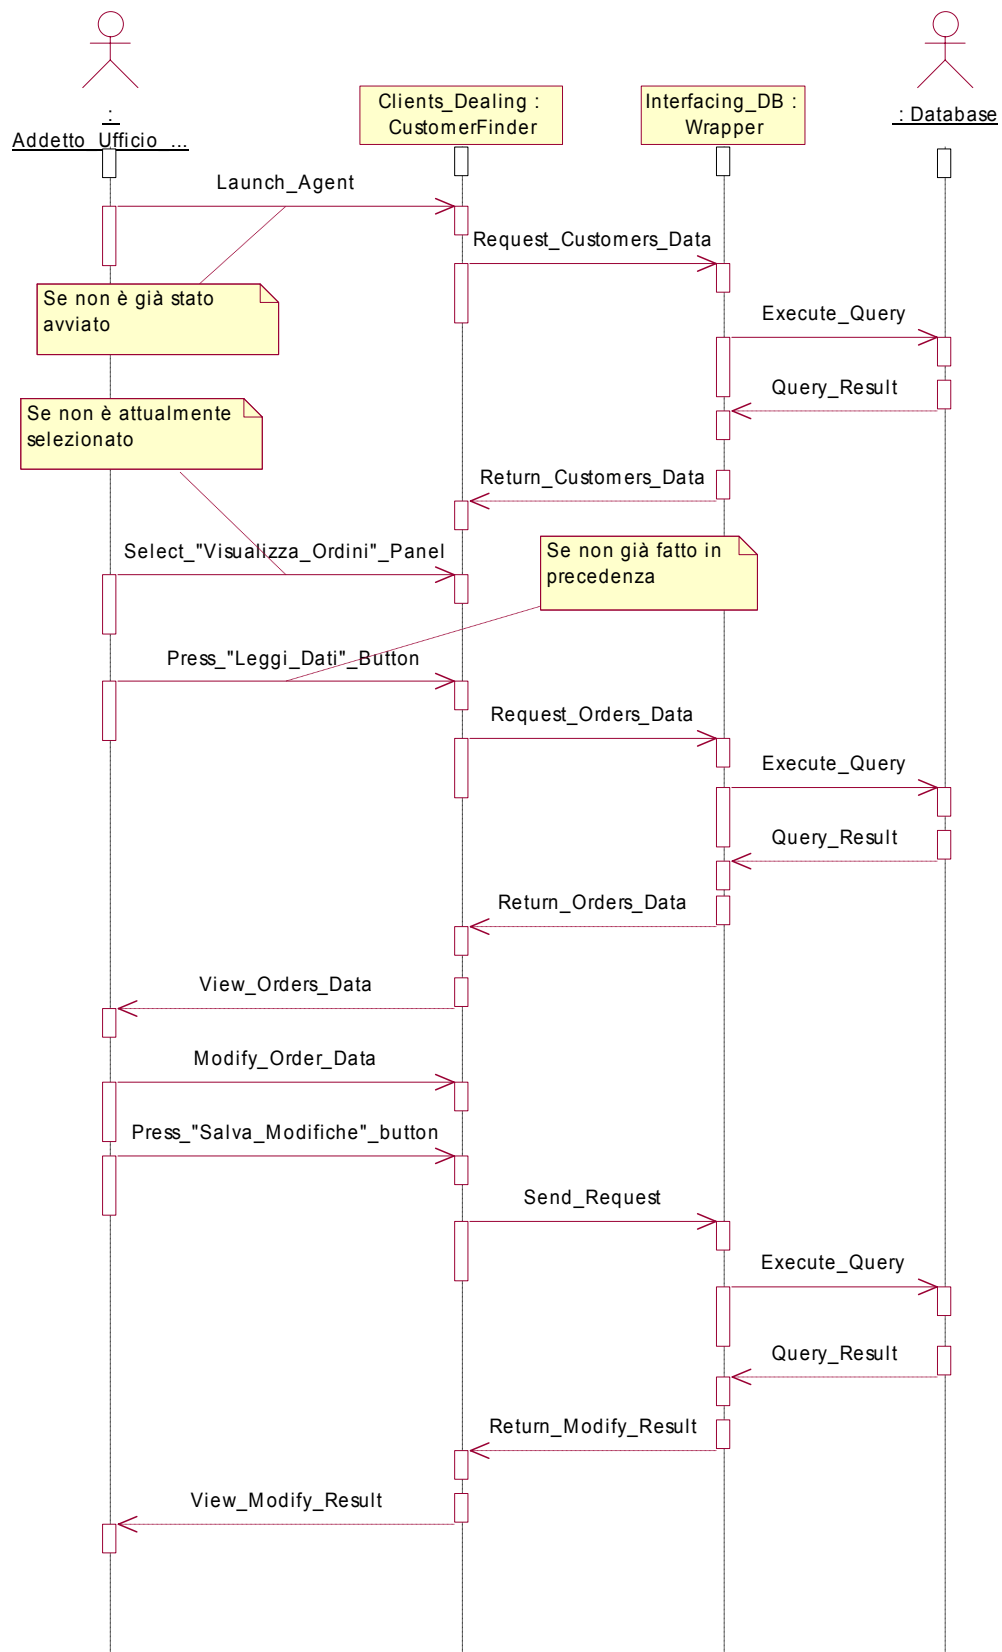 :
Addetto_Ufficio_...
Clients_Dealing :
CustomerFinder
Interfacing_DB :
Wrapper
: Database
Launch_Agent
Request_Customers_Data
Se non è già stato
avviato
Execute_Query
Query_Result
Se non è attualmente
selezionato
Return_Customers_Data
Select_"Visualizza_Ordini"_Panel
Se non già fatto in
precedenza
Press_"Leggi_Dati"_Button
Request_Orders_Data
Execute_Query
Query_Result
Return_Orders_Data
View_Orders_Data
Modify_Order_Data
Press_"Salva_Modifiche"_button
Send_Request
Execute_Query
Query_Result
Return_Modify_Result
View_Modify_Result